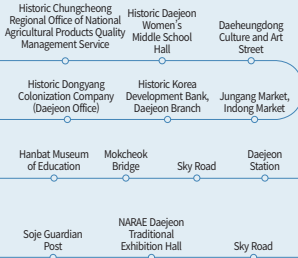 Historic Chungcheong
Regional Office of National
Agricultural Products Quality
Management Service
Historic Daejeon
Women's
Middle School
Hall
Daeheungdong
Culture and Art
Street
Historic Dongyang
Colonization Company
(Daejeon Office)
Historic Korea
Development Bank,
Daejeon Branch
Jungang Market,
Indong Market
Hanbat Museum
of Education
Mokcheok
Bridge
Sky Road
Daejeon
Station
Soje Guardian
Post
NARAE Daejeon
Traditional
Exhibition Hall
Sky Road